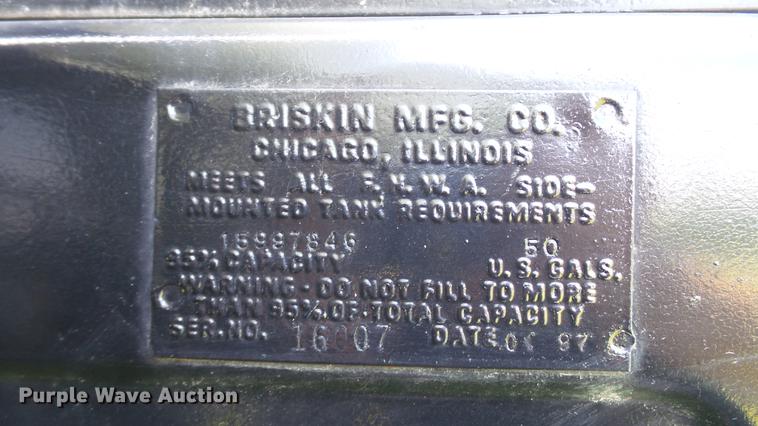 BRISKIN MFG. CO.
CHICAGO, ILLINOIS
MEETS ALL F.H.W.A. SIDE-
MOUNTED TANK REQUIREMENTS
15997846 50
95% CAPACITY U.S. GALS.
WARNING-DO NOT FILL TO MORE
THAN 95% OF TOTAL CAPACITY
SER. NO. DATE 97
Purple Wave Auction